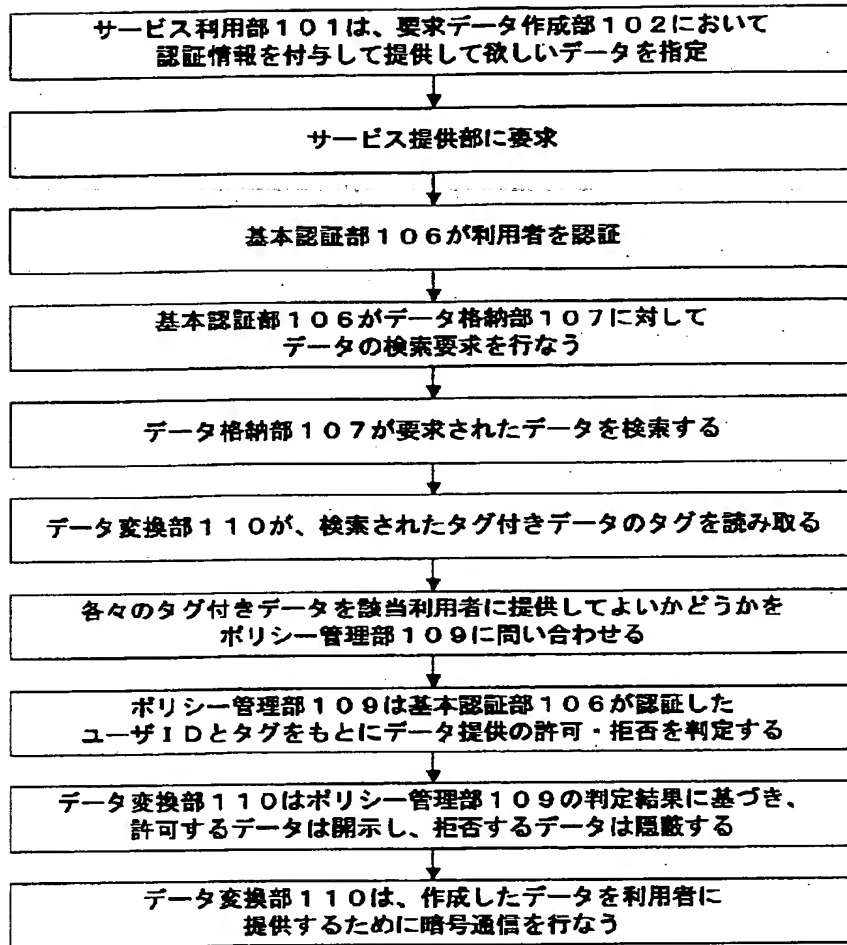 サービス利用部１０１は、要求データ作成部１０２において
認証情報を付与して提供して欲しいデータを指定
サービス提供部に要求
基本認証部１０６が利用者を認証
基本認証部１０６がデータ格納部１０７に対して
データの検索要求を行なう
データ格納部１０７が要求されたデータを検索する
データ変換部１１０が、検索されたタグ付きデータのタグを読み取る
各々のタグ付きデータを該当利用者に提供してよいかどうかを
ポリシー管理部１０９に問い合わせる
ポリシー管理部１０９は基本認証部１０６が認証した
ユーザＩＤとタグをもとにデータ提供の許可・拒否を判定する
データ変換部１１０はポリシー管理部１０９の判定結果に基づき、
許可するデータは開示し、拒否するデータは隠蔽する
データ変換部１１０は、作成したデータを利用者に
提供するために暗号通信を行なう